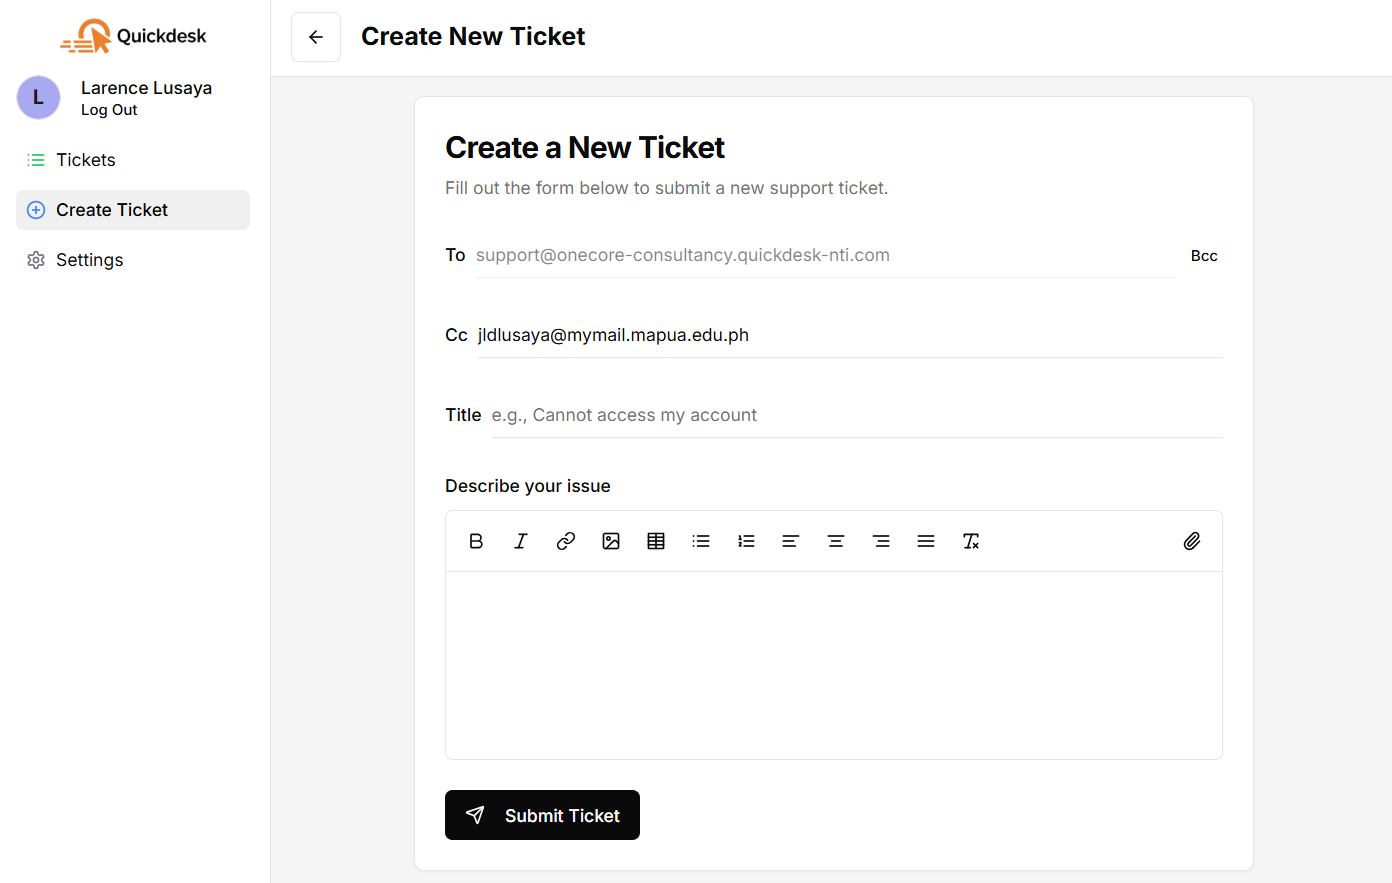 Quickdesk
Create New Ticket
L
Larence Lusaya
Log Out
Tickets
Create Ticket
Settings
Create a New Ticket
Fill out the form below to submit a new support ticket.
To support@onecore-consultancy.quickdesk-nti.com Bcc
Cc jldlusaya@mymail.mapua.edu.ph
Title e.g., Cannot access my account
Describe your issue
Submit Ticket